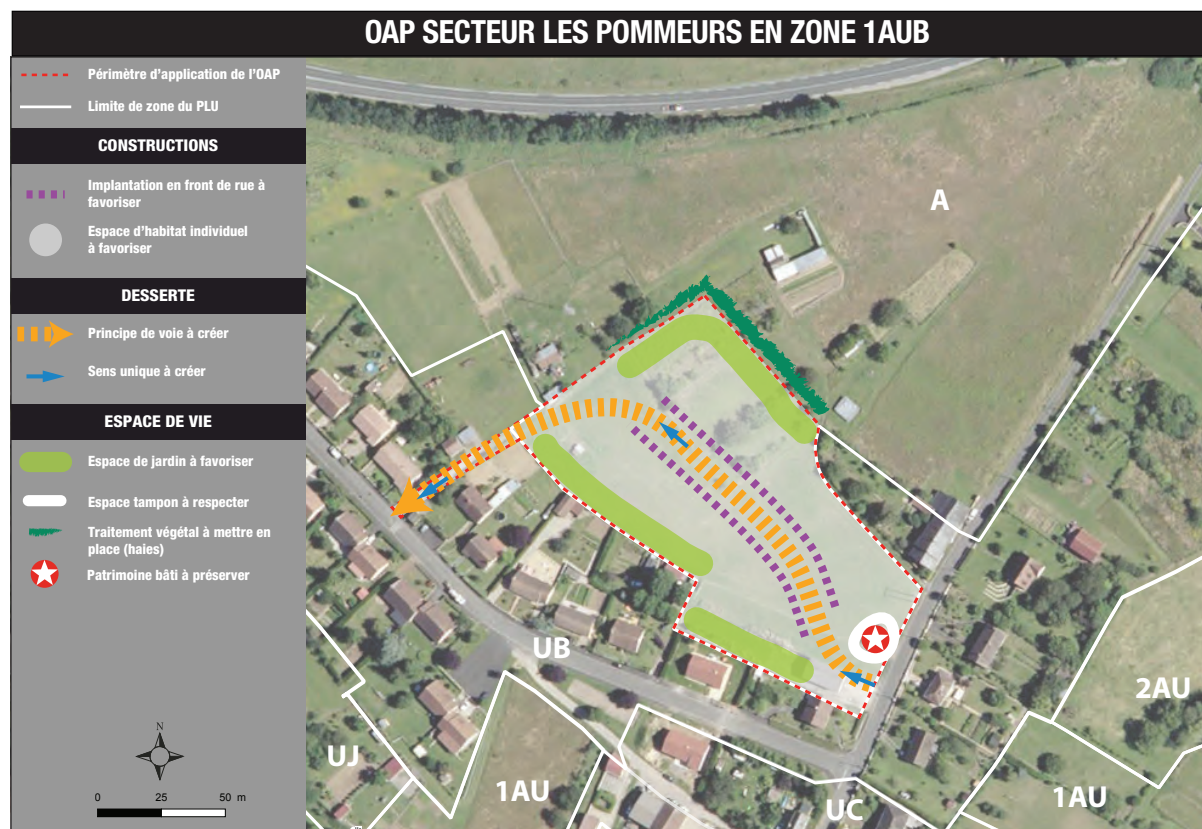 OAP SECTEUR LES POMMEURS EN ZONE 1AUB
Périmètre d'application de l'OAP
Limite de zone du PLU
CONSTRUCTIONS
Implantation en front de rue à
favoriser
Espace d'habitat individuel
à favoriser
DESSERTE
Principe de voie à créer
Sens unique à créer
ESPACE DE VIE
Espace de jardin à favoriser
Espace tampon à respecter
Traitement végétal à mettre en
place (haies)
Patrimoine bâti à préserver
N
0 25 50 m
A
UB
2AU
UJ
1AU
1AU
UC